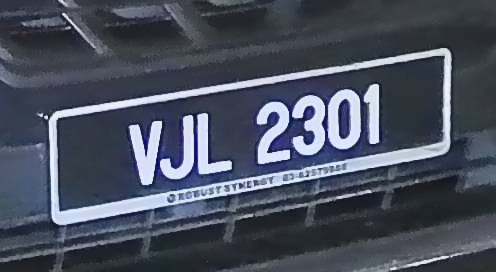 VJL 2301
ROBUST SYNERGY